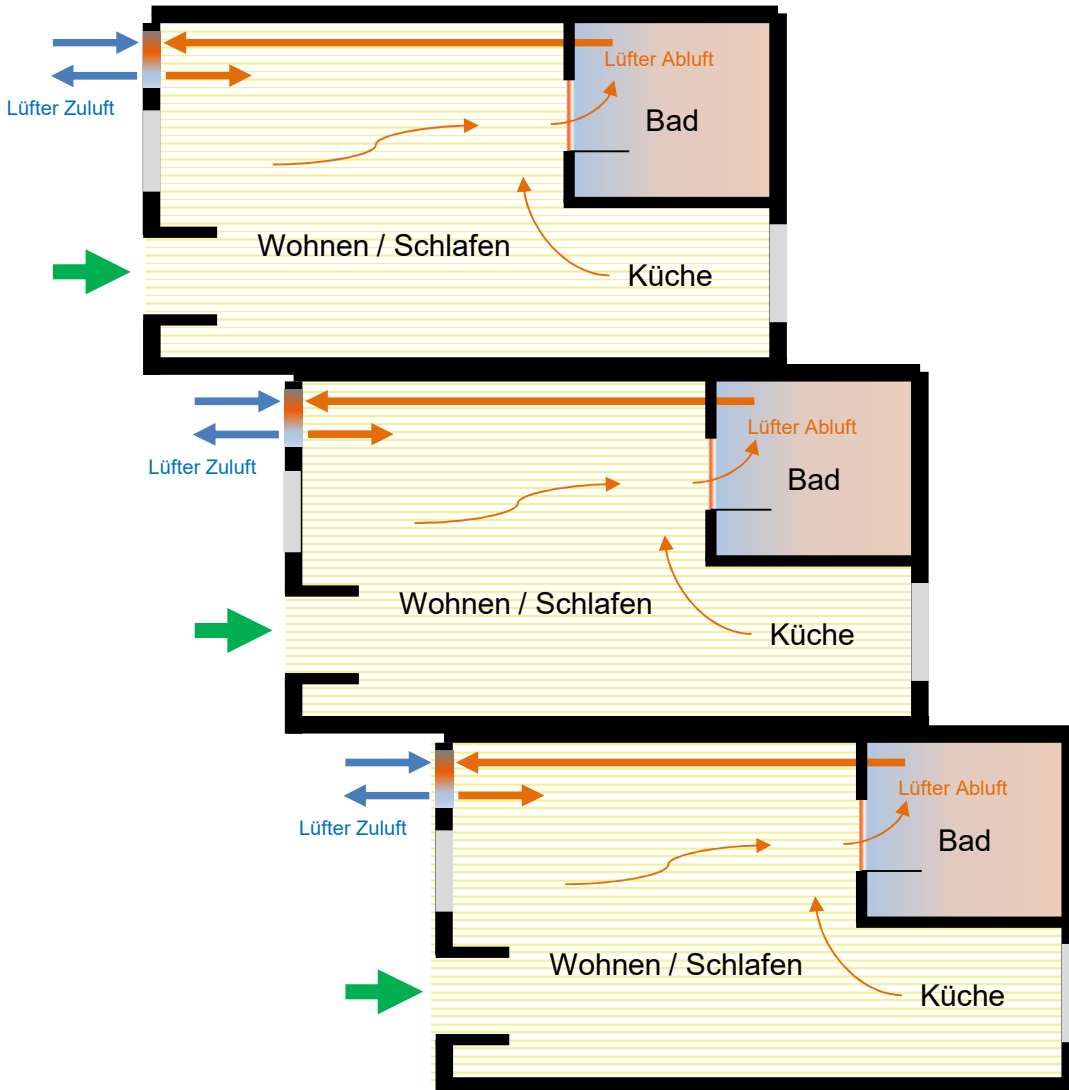 Lüfter Abluft
Lüfter Zuluft
Bad
Wohnen / Schlafen
Küche
Lüfter Abluft
Lüfter Zuluft
Bad
Wohnen / Schlafen
Küche
Lüfter Abluft
Lüfter Zuluft
Bad
Wohnen / Schlafen
Küche